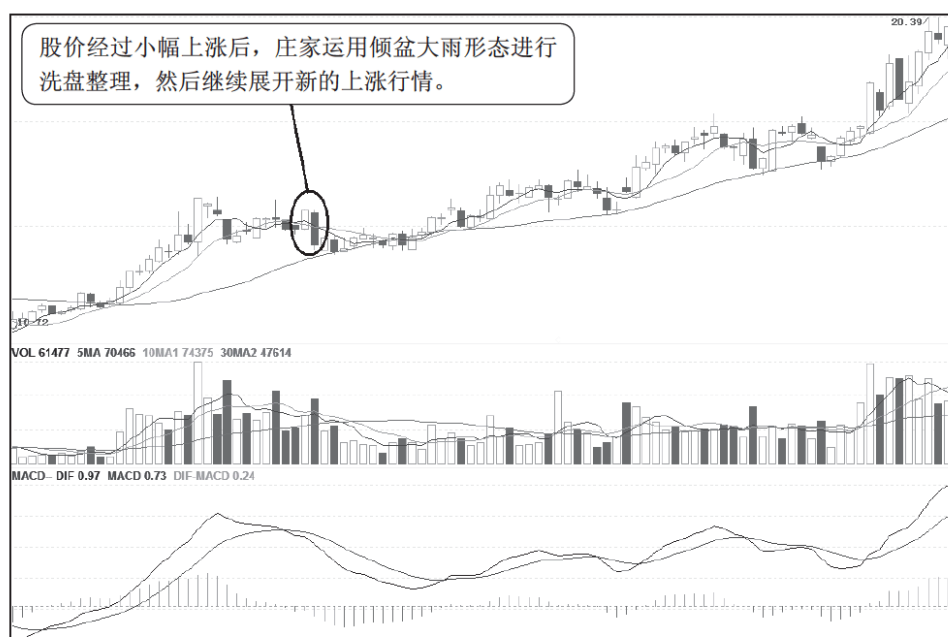 20.39
股价经过小幅上涨后，庄家运用倾盆大雨形态进行
洗盘整理，然后继续展开新的上涨行情。
10.72
VOL 61477 5MA 70466 10MA1 74375 30MA2 47614
MACD- DIF 0.97 MACD 0.73 DIF-MACD 0.24